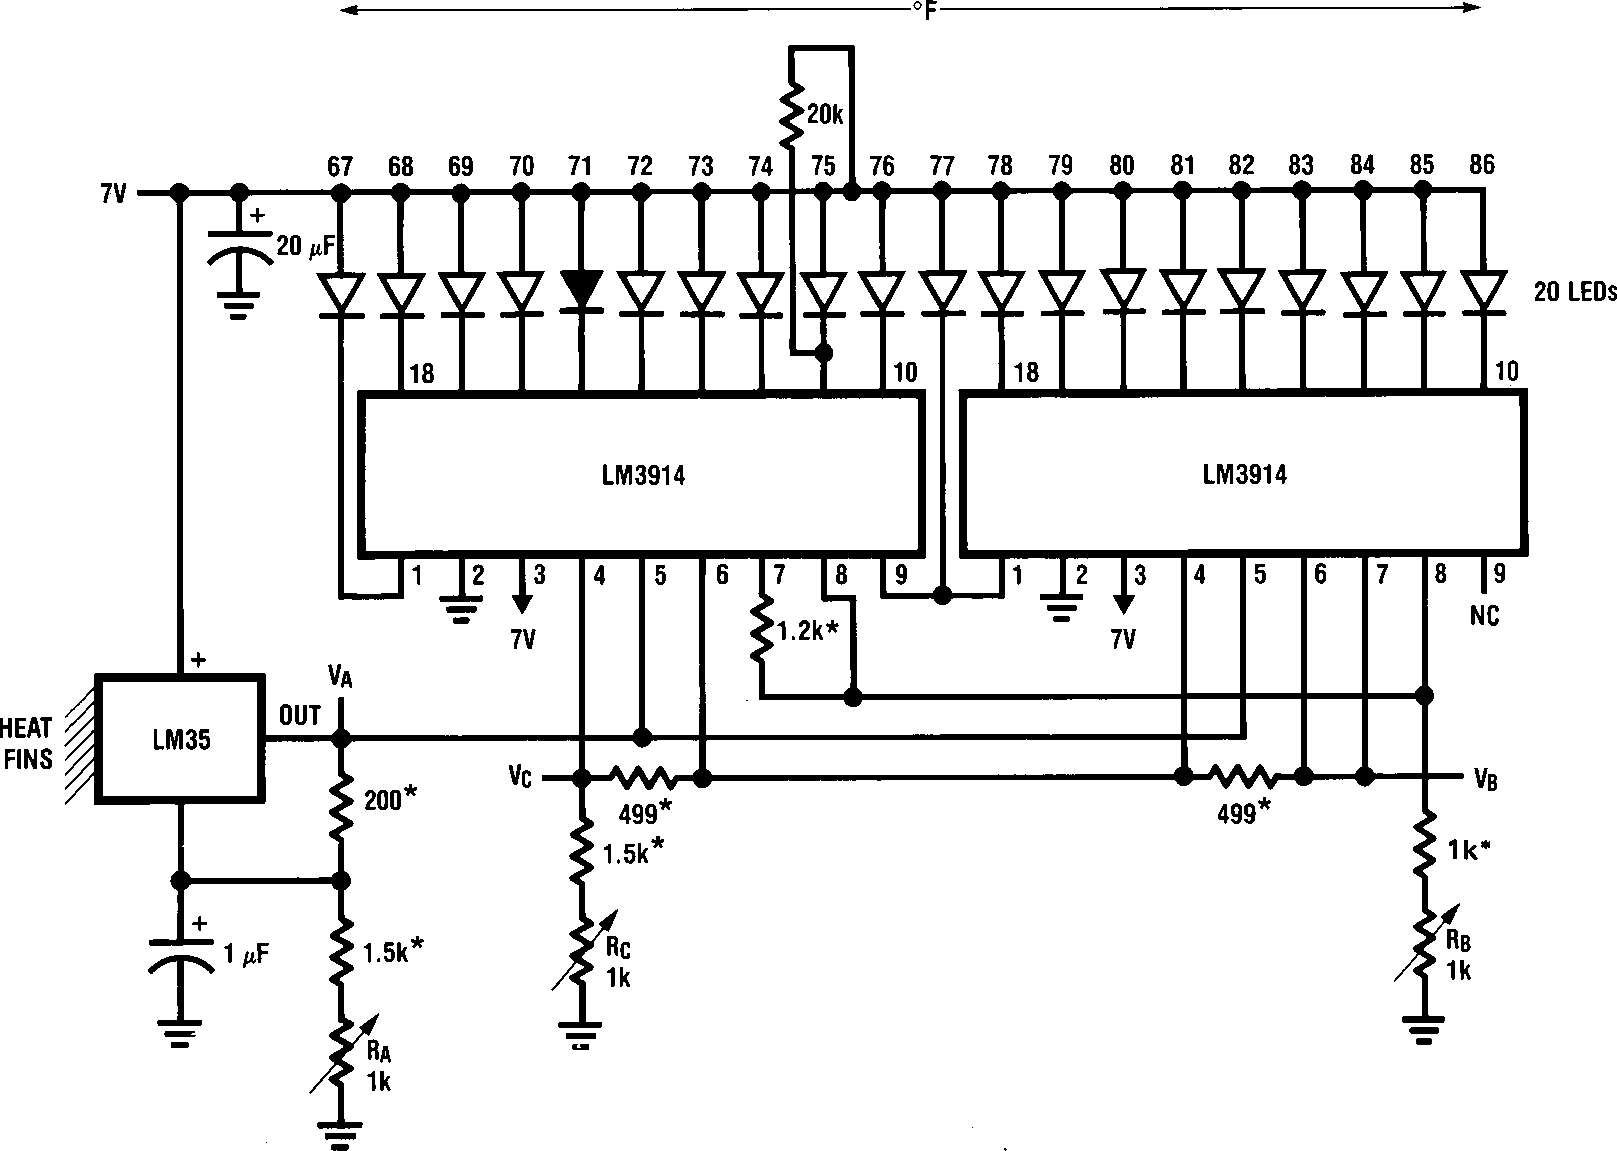 °F
20k
67 68 69 70 71 72 73 74 75 76 77 78 79 80 81 82 83 84 85 86
7V
+
20 µF
20 LEDs
18 10 18 10
LM3914 LM3914
1 2 3 4 5 6 7 8 9 1 2 3 4 5 6 7 8 9
7V 1.2k* 7V NC
+
VA
OUT
HEAT
FINS
LM35
VC VB
200* 499* 499*
1.5k* 1k*
+
1 µF
1.5k*
RC
1k
RB
1k
RA
1k